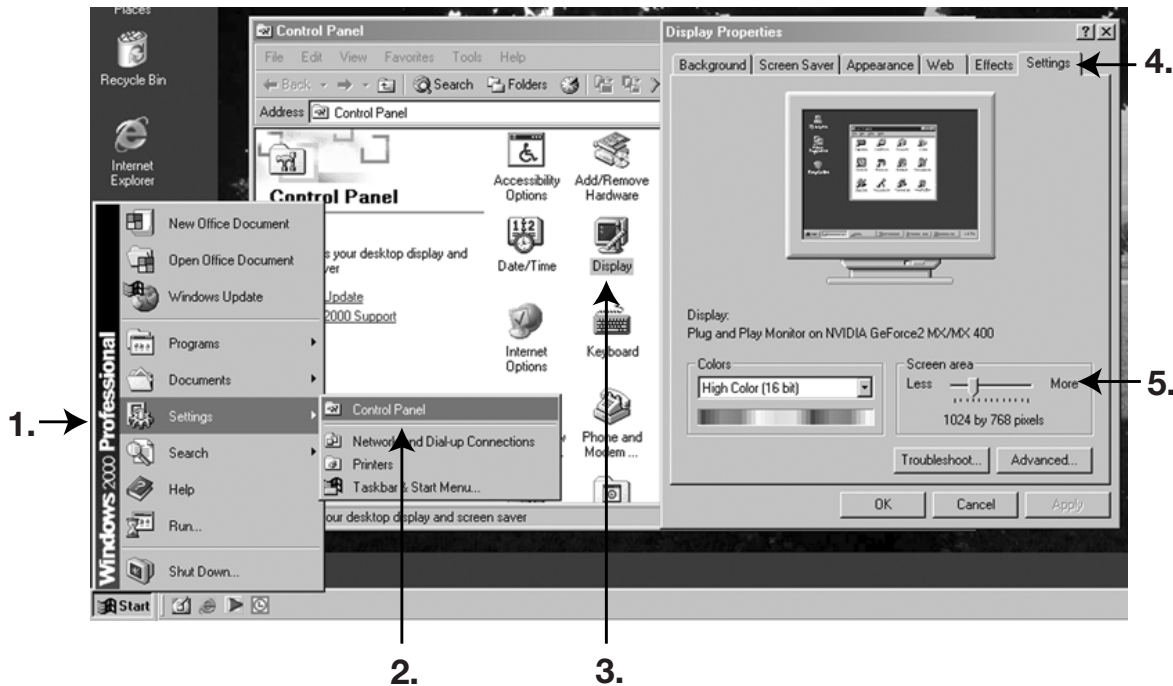 Places
Recycle Bin
Internet
Explorer
Control Panel
File Edit View Favorites Tools Help
Back
Search
Folders
Address Control Panel
Control Panel
s your desktop display and
ver
Update
2000 Support
Accessibility
Options
Add/Remove
Hardware
Date/Time
Display
Internet
Options
Keyboard
Phone and
Modem ...
our desktop display and screen saver
Display Properties
Background Screen Saver Appearance Web Effects Settings
4.
Display:
Plug and Play Monitor on NVIDIA GeForce2 MX/MX 400
Colors
High Color (16 bit)
Screen area
Less More
5.
1024 by 768 pixels
Troubleshoot... Advanced...
OK Cancel Apply
Windows 2000 Professional
New Office Document
Open Office Document
Windows Update
Programs
Documents
1.
Settings
Search
Help
Run...
Shut Down...
Control Panel
Network and Dial-up Connections
Printers
Taskbar & Start Menu...
Start
2.
3.